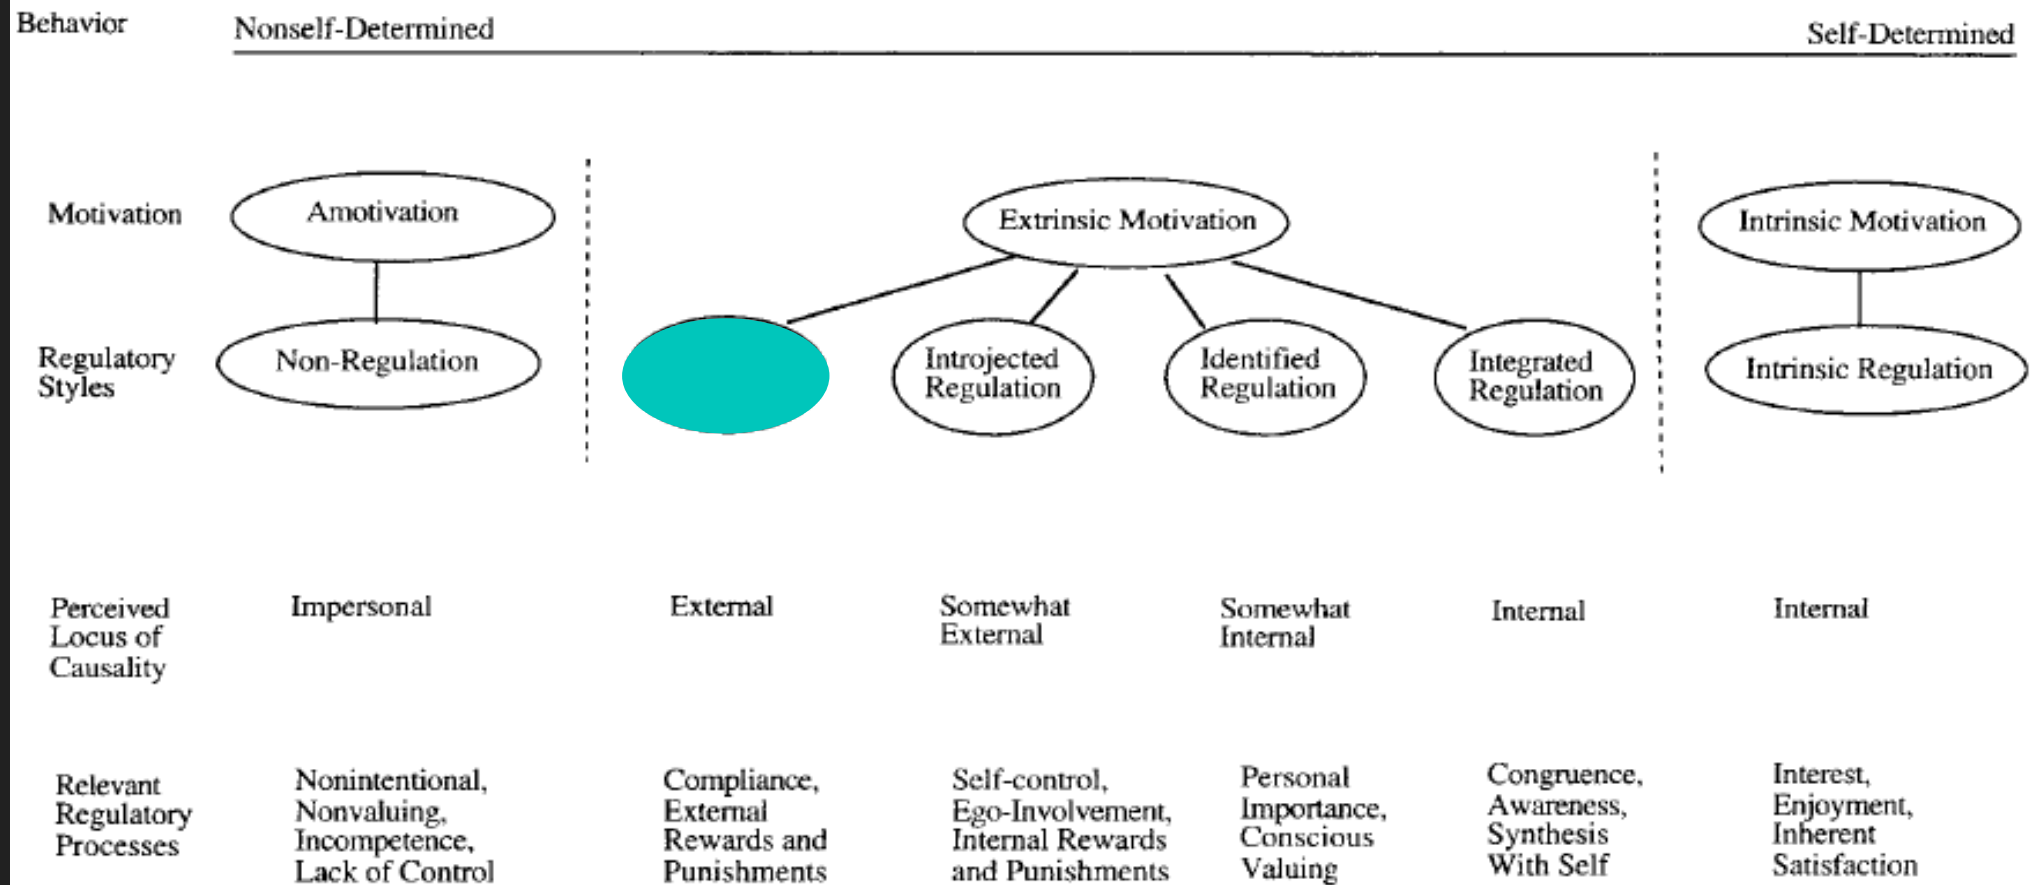 Behavior
Nonself-Determined
Self-Determined
Motivation
Amotivation
Extrinsic Motivation
Intrinsic Motivation
Regulatory
Styles
Non-Regulation
Introjected
Regulation
Identified
Regulation
Integrated
Regulation
Intrinsic Regulation
Perceived
Locus of
Causality
Impersonal
External
Somewhat
External
Somewhat
Internal
Internal
Internal
Relevant
Regulatory
Processes
Nonintentional,
Nonvaluing,
Incompetence,
Lack of Control
Compliance,
External
Rewards and
Punishments
Self-control,
Ego-Involvement,
Internal Rewards
and Punishments
Personal
Importance,
Conscious
Valuing
Congruence,
Awareness,
Synthesis
With Self
Interest,
Enjoyment,
Inherent
Satisfaction